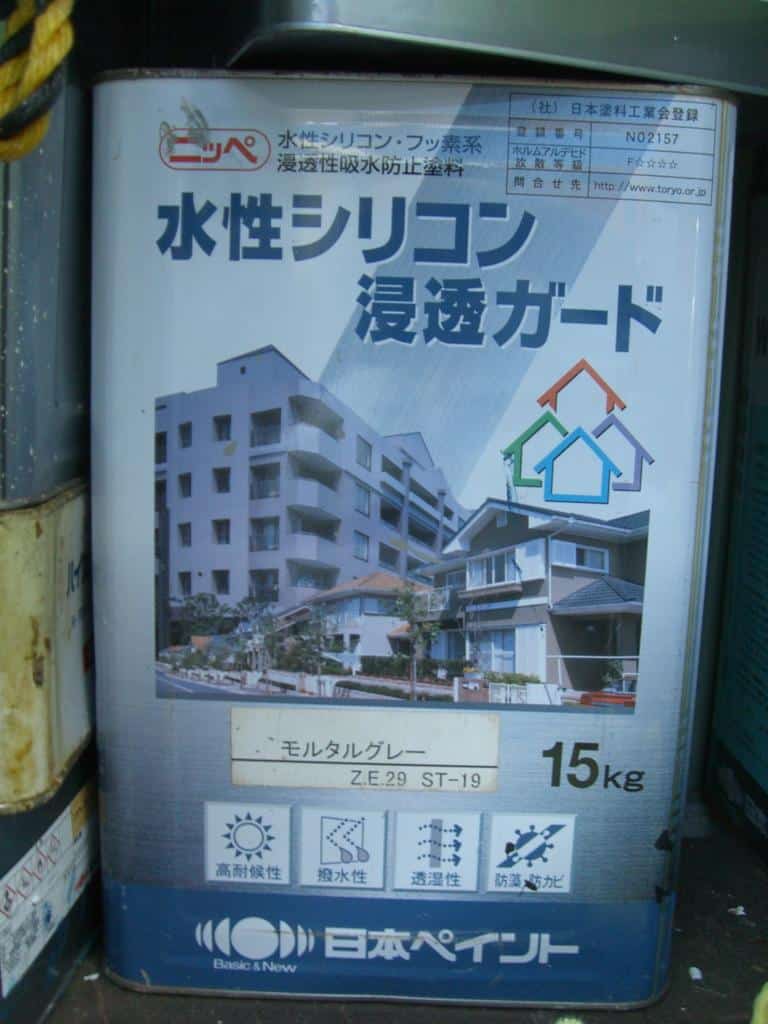 (社)日本塗料工業会登録
登録番号 N02157
ホルムアルデヒド
放散等級 F☆☆☆☆
問合せ先 http://www.toryo.or.jp
ニッペ
水性シリコン・フッ素系
浸透性吸水防止塗料
水性シリコン
浸透ガード
モルタルグレー
Z.E.29 ST-19
15kg
高耐候性 撥水性 透湿性 防藻・防カビ
日本ペイント
Basic & New